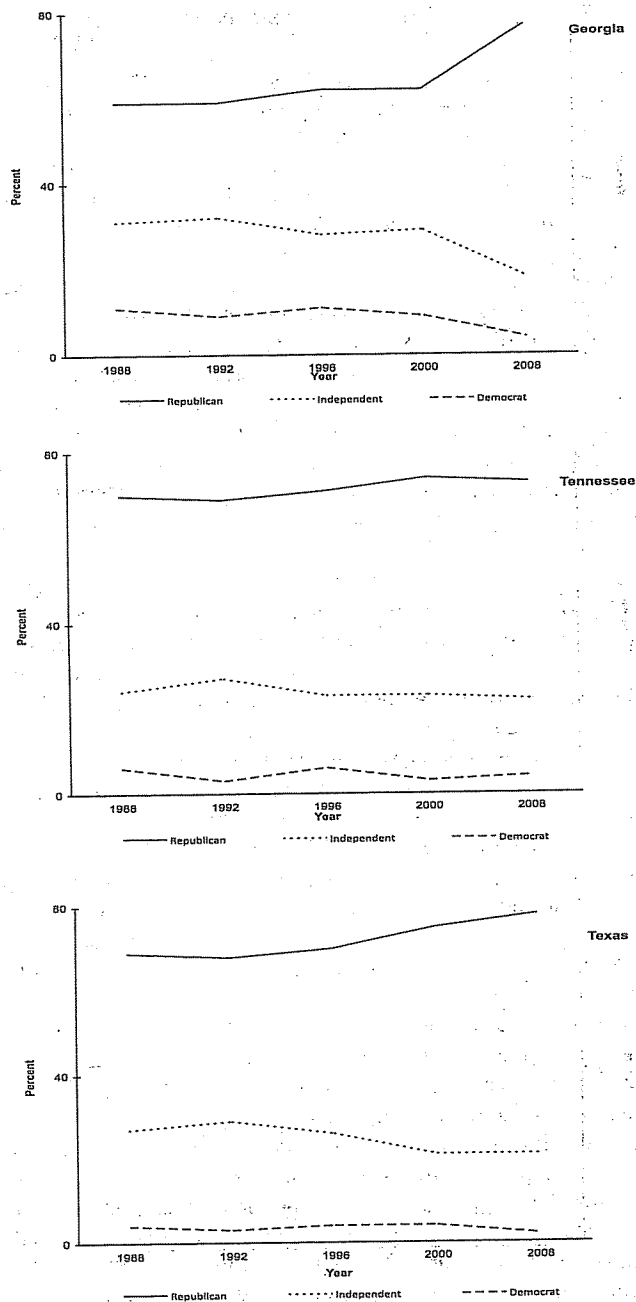 80
Georgia
Percent
40
0
1988 1992 1996 2000 2008
Year
Republican Independent Democrat
80
Tennessee
Percent
40
0
1988 1992 1996 2000 2008
Year
Republican Independent Democrat
80
Texas
Percent
40
0
1988 1992 1996 2000 2008
Year
Republican Independent Democrat